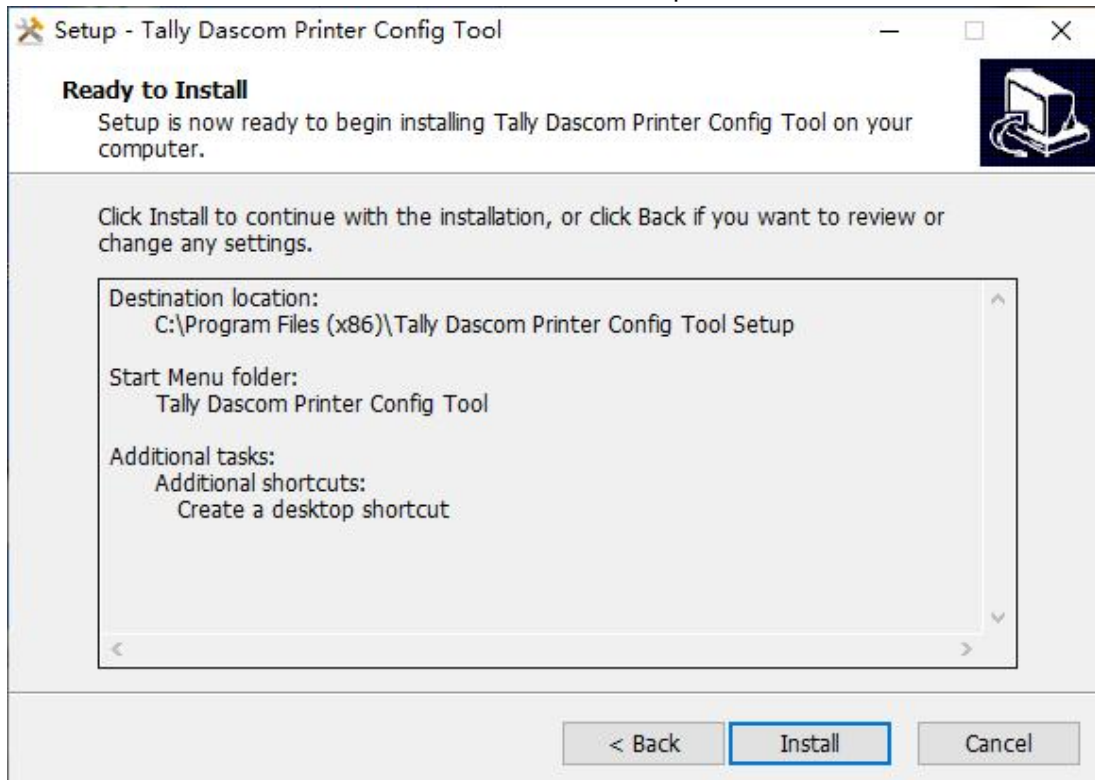 Setup - Tally Dascom Printer Config Tool
Ready to Install
Setup is now ready to begin installing Tally Dascom Printer Config Tool on your
computer.
Click Install to continue with the installation, or click Back if you want to review or
change any settings.
Destination location:
C:\Program Files (x86)\Tally Dascom Printer Config Tool Setup
Start Menu folder:
Tally Dascom Printer Config Tool
Additional tasks:
Additional shortcuts:
Create a desktop shortcut
< Back
Install
Cancel